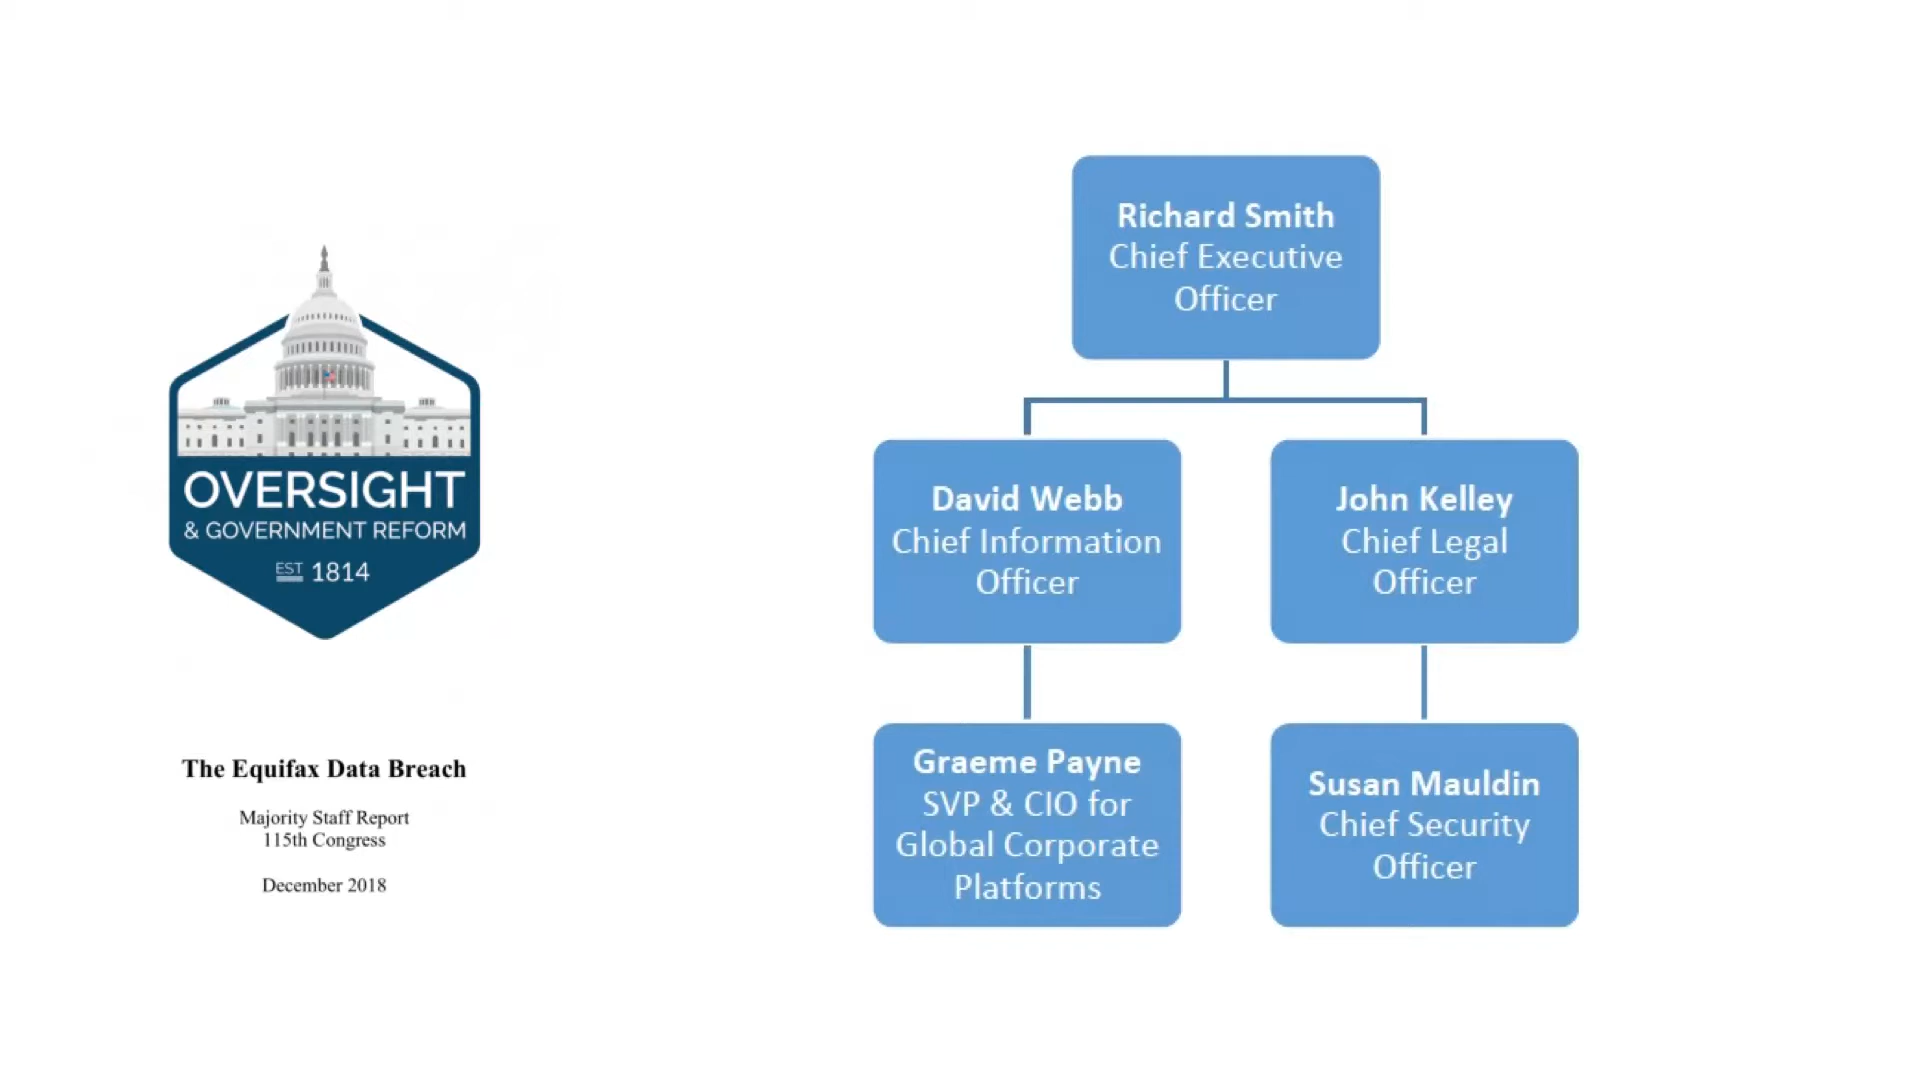 OVERSIGHT
& GOVERNMENT REFORM
EST 1814
The Equifax Data Breach
Majority Staff Report
115th Congress
December 2018
Richard Smith
Chief Executive
Officer
David Webb
Chief Information
Officer
John Kelley
Chief Legal
Officer
Graeme Payne
SVP & CIO for
Global Corporate
Platforms
Susan Mauldin
Chief Security
Officer